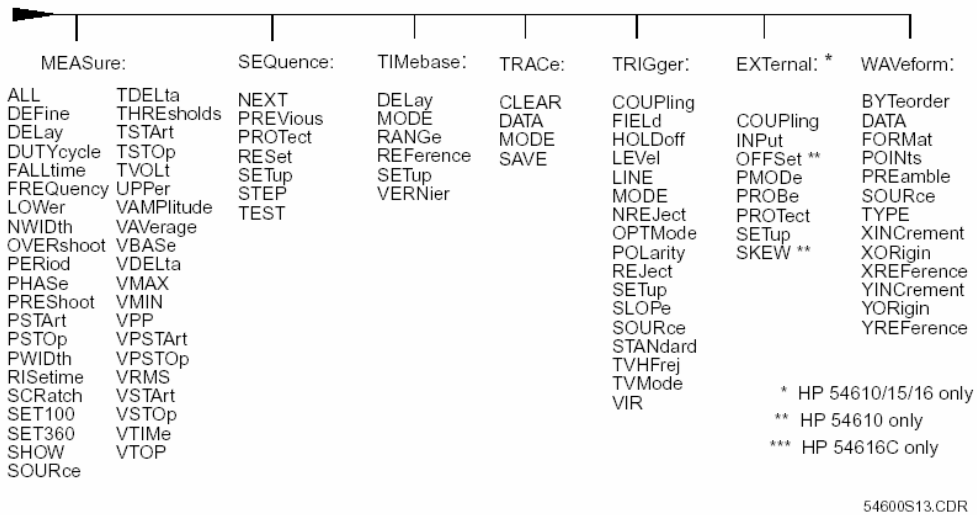 MEASure:
ALL
DEFine
DELay
DUTYcycle
FALLtime
FREQuency
LOWer
NWIDth
OVERshoot
PERiod
PHASe
PREShoot
PSTArt
PSTOp
PWIDth
RISetime
SCRatch
SET100
SET360
SHOW
SOURce
TDELta
THREsholds
TSTArt
TSTOp
TVOLt
UPPer
VAMPlitude
VAVerage
VBASe
VDELta
VMAX
VMIN
VPP
VPSTArt
VPSTOp
VRMS
VSTArt
VSTOp
VTIMe
VTOP
SEQuence:
NEXT
PREVious
PROTect
RESet
SETup
STEP
TEST
TIMebase:
DELay
MODE
RANGe
REFerence
SETup
VERNier
TRACe:
CLEAR
DATA
MODE
SAVE
TRIGger:
COUPling
FIELd
HOLDoff
LEVel
LINE
MODE
NREJect
OPTMode
POLarity
REJect
SETup
SLOPe
SOURce
STANdard
TVHFrej
TVMode
VIR
EXTernal: *
COUPling
INPut
OFFSet **
PMODe
PROBe
PROTect
SETup
SKEW **
WAVeform:
BYTeorder
DATA
FORMat
POINts
PREamble
SOURce
TYPE
XINCrement
XORigin
XREFerence
YINCrement
YORigin
YREFerence
* HP 54610/15/16 only
** HP 54610 only
*** HP 54616C only
54600S13.CDR